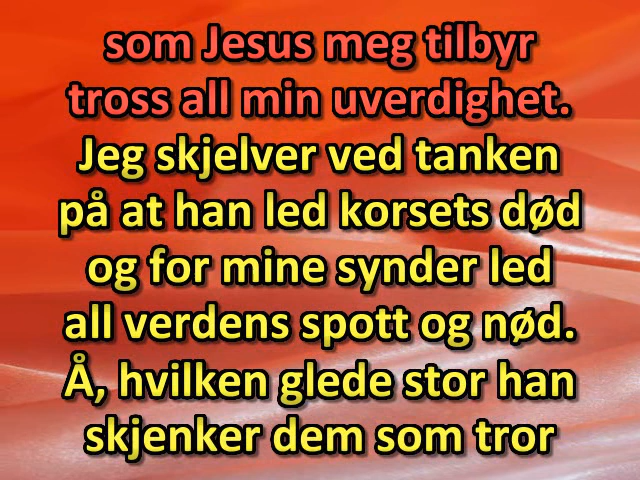 som Jesus meg tilbyr
tross all min uverdighet.
Jeg skjelver ved tanken
på at han led korsets død
og for mine synder led
all verdens spott og nød.
Å, hvilken glede stor han
skjenker dem som tror